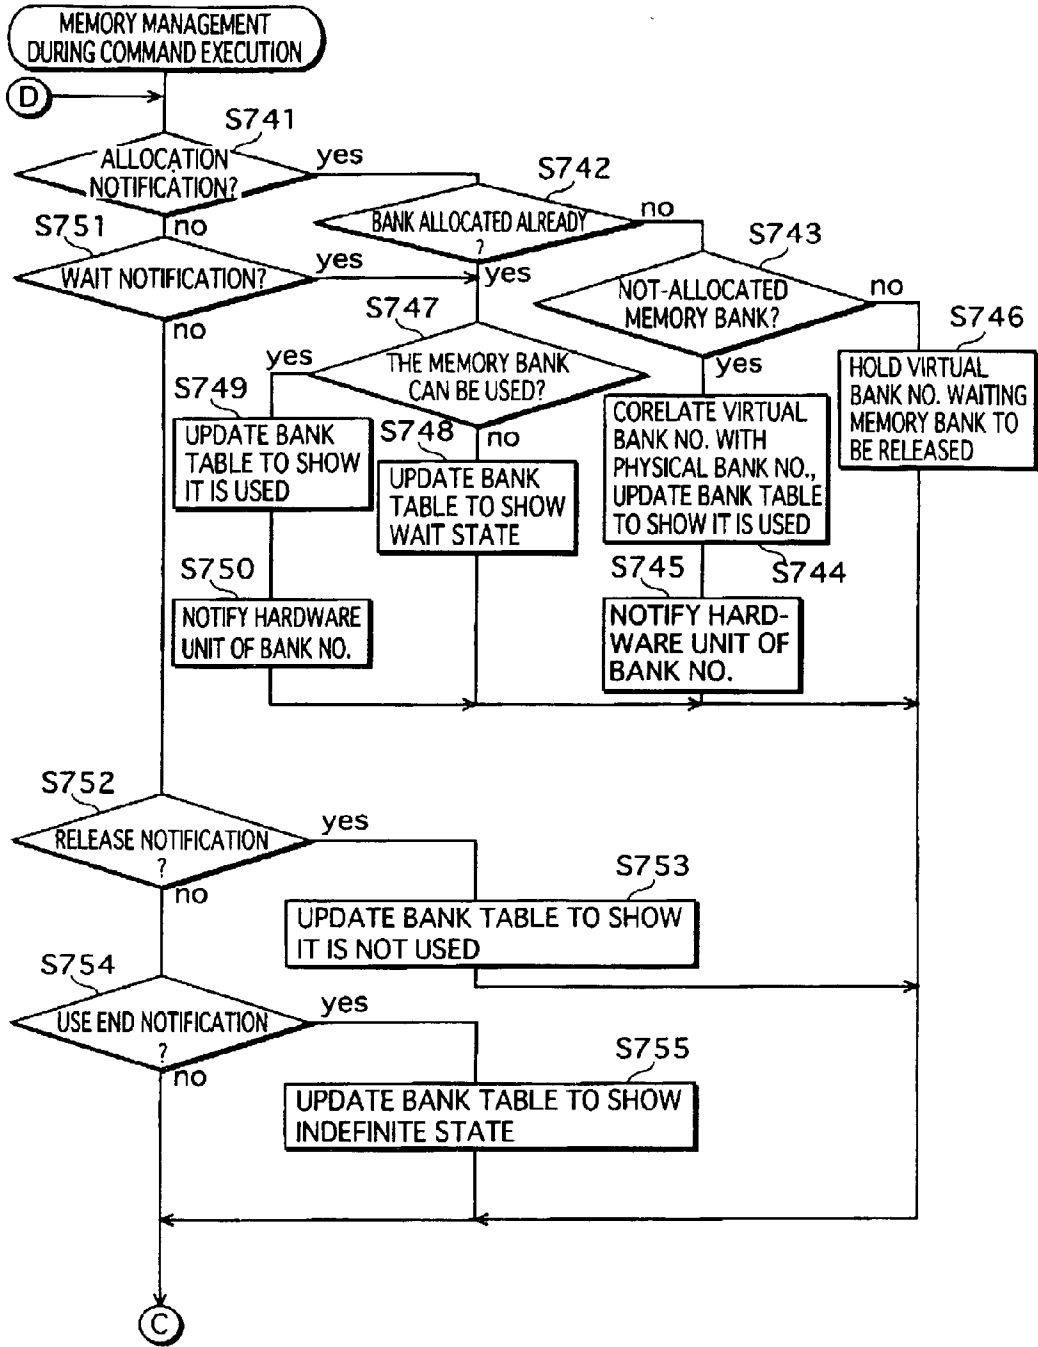 MEMORY MANAGEMENT
DURING COMMAND EXECUTION
D
S741
ALLOCATION
NOTIFICATION?
yes
no
S742
BANK ALLOCATED ALREADY
?
no
yes
S751
WAIT NOTIFICATION?
yes
no
S743
NOT-ALLOCATED
MEMORY BANK?
no
yes
S747
THE MEMORY BANK
CAN BE USED?
yes
no
S746
HOLD VIRTUAL
BANK NO. WAITING
MEMORY BANK TO
BE RELEASED
S749
UPDATE BANK
TABLE TO SHOW
IT IS USED
S748
UPDATE BANK
TABLE TO SHOW
WAIT STATE
CORELATE VIRTUAL
BANK NO. WITH
PHYSICAL BANK NO.,
UPDATE BANK TABLE
TO SHOW IT IS USED
S744
S750
NOTIFY HARDWARE
UNIT OF BANK NO.
S745
NOTIFY HARD-
WARE UNIT OF
BANK NO.
S752
RELEASE NOTIFICATION
?
yes
no
S753
UPDATE BANK TABLE TO SHOW
IT IS NOT USED
S754
USE END NOTIFICATION
?
yes
no
S755
UPDATE BANK TABLE TO SHOW
INDEFINITE STATE
C